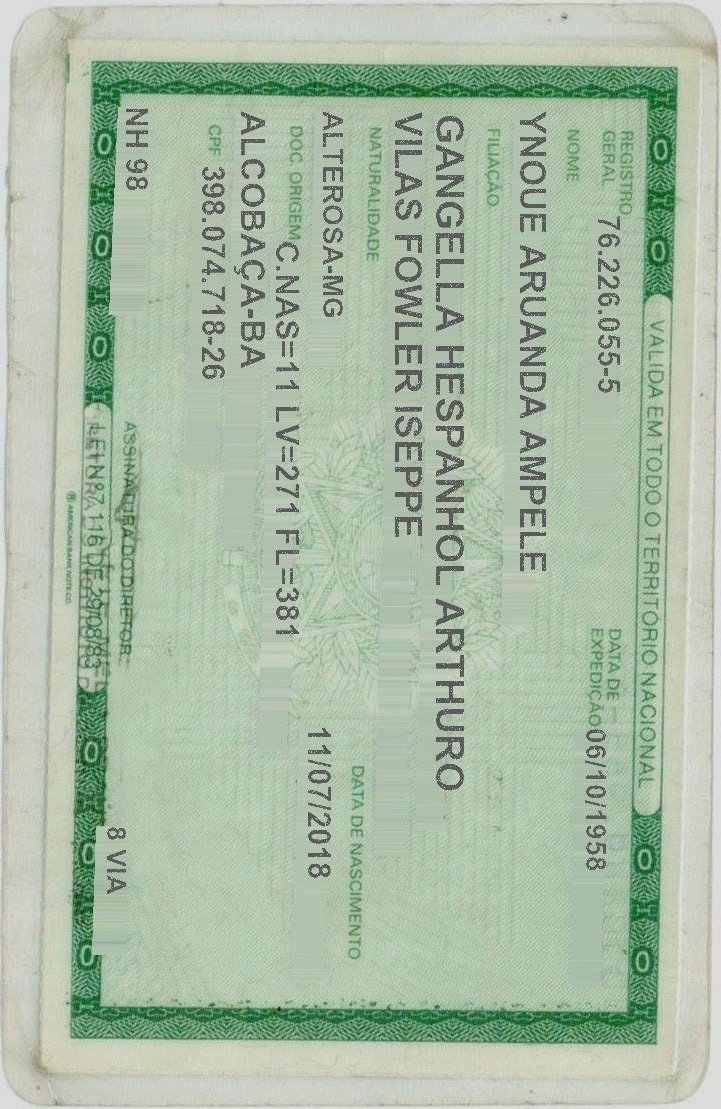 VALIDA EM TODO O TERRITÓRIO NACIONAL
REGISTRO GERAL 76.226.055-5 DATA DE EXPEDIÇÃO 06/10/1958
NOME
YNOUE ARUANDA AMPELE
FILIAÇÃO
GANGELLA HESPANHOL ARTHURO
VILAS FOWLER ISEPPE
NATURALIDADE DATA DE NASCIMENTO
ALTEROSA-MG 11/07/2018
DOC. ORIGEM C.NAS=11 LV=271 FL=381
ALCOBAÇA-BA
CPF 398.074.718-26
ASSINATURA DO DIRETOR
NH 98 8 VIA
LEI Nº 7.116 DE 29/08/83
AMERICAN BANK NOTE CO.